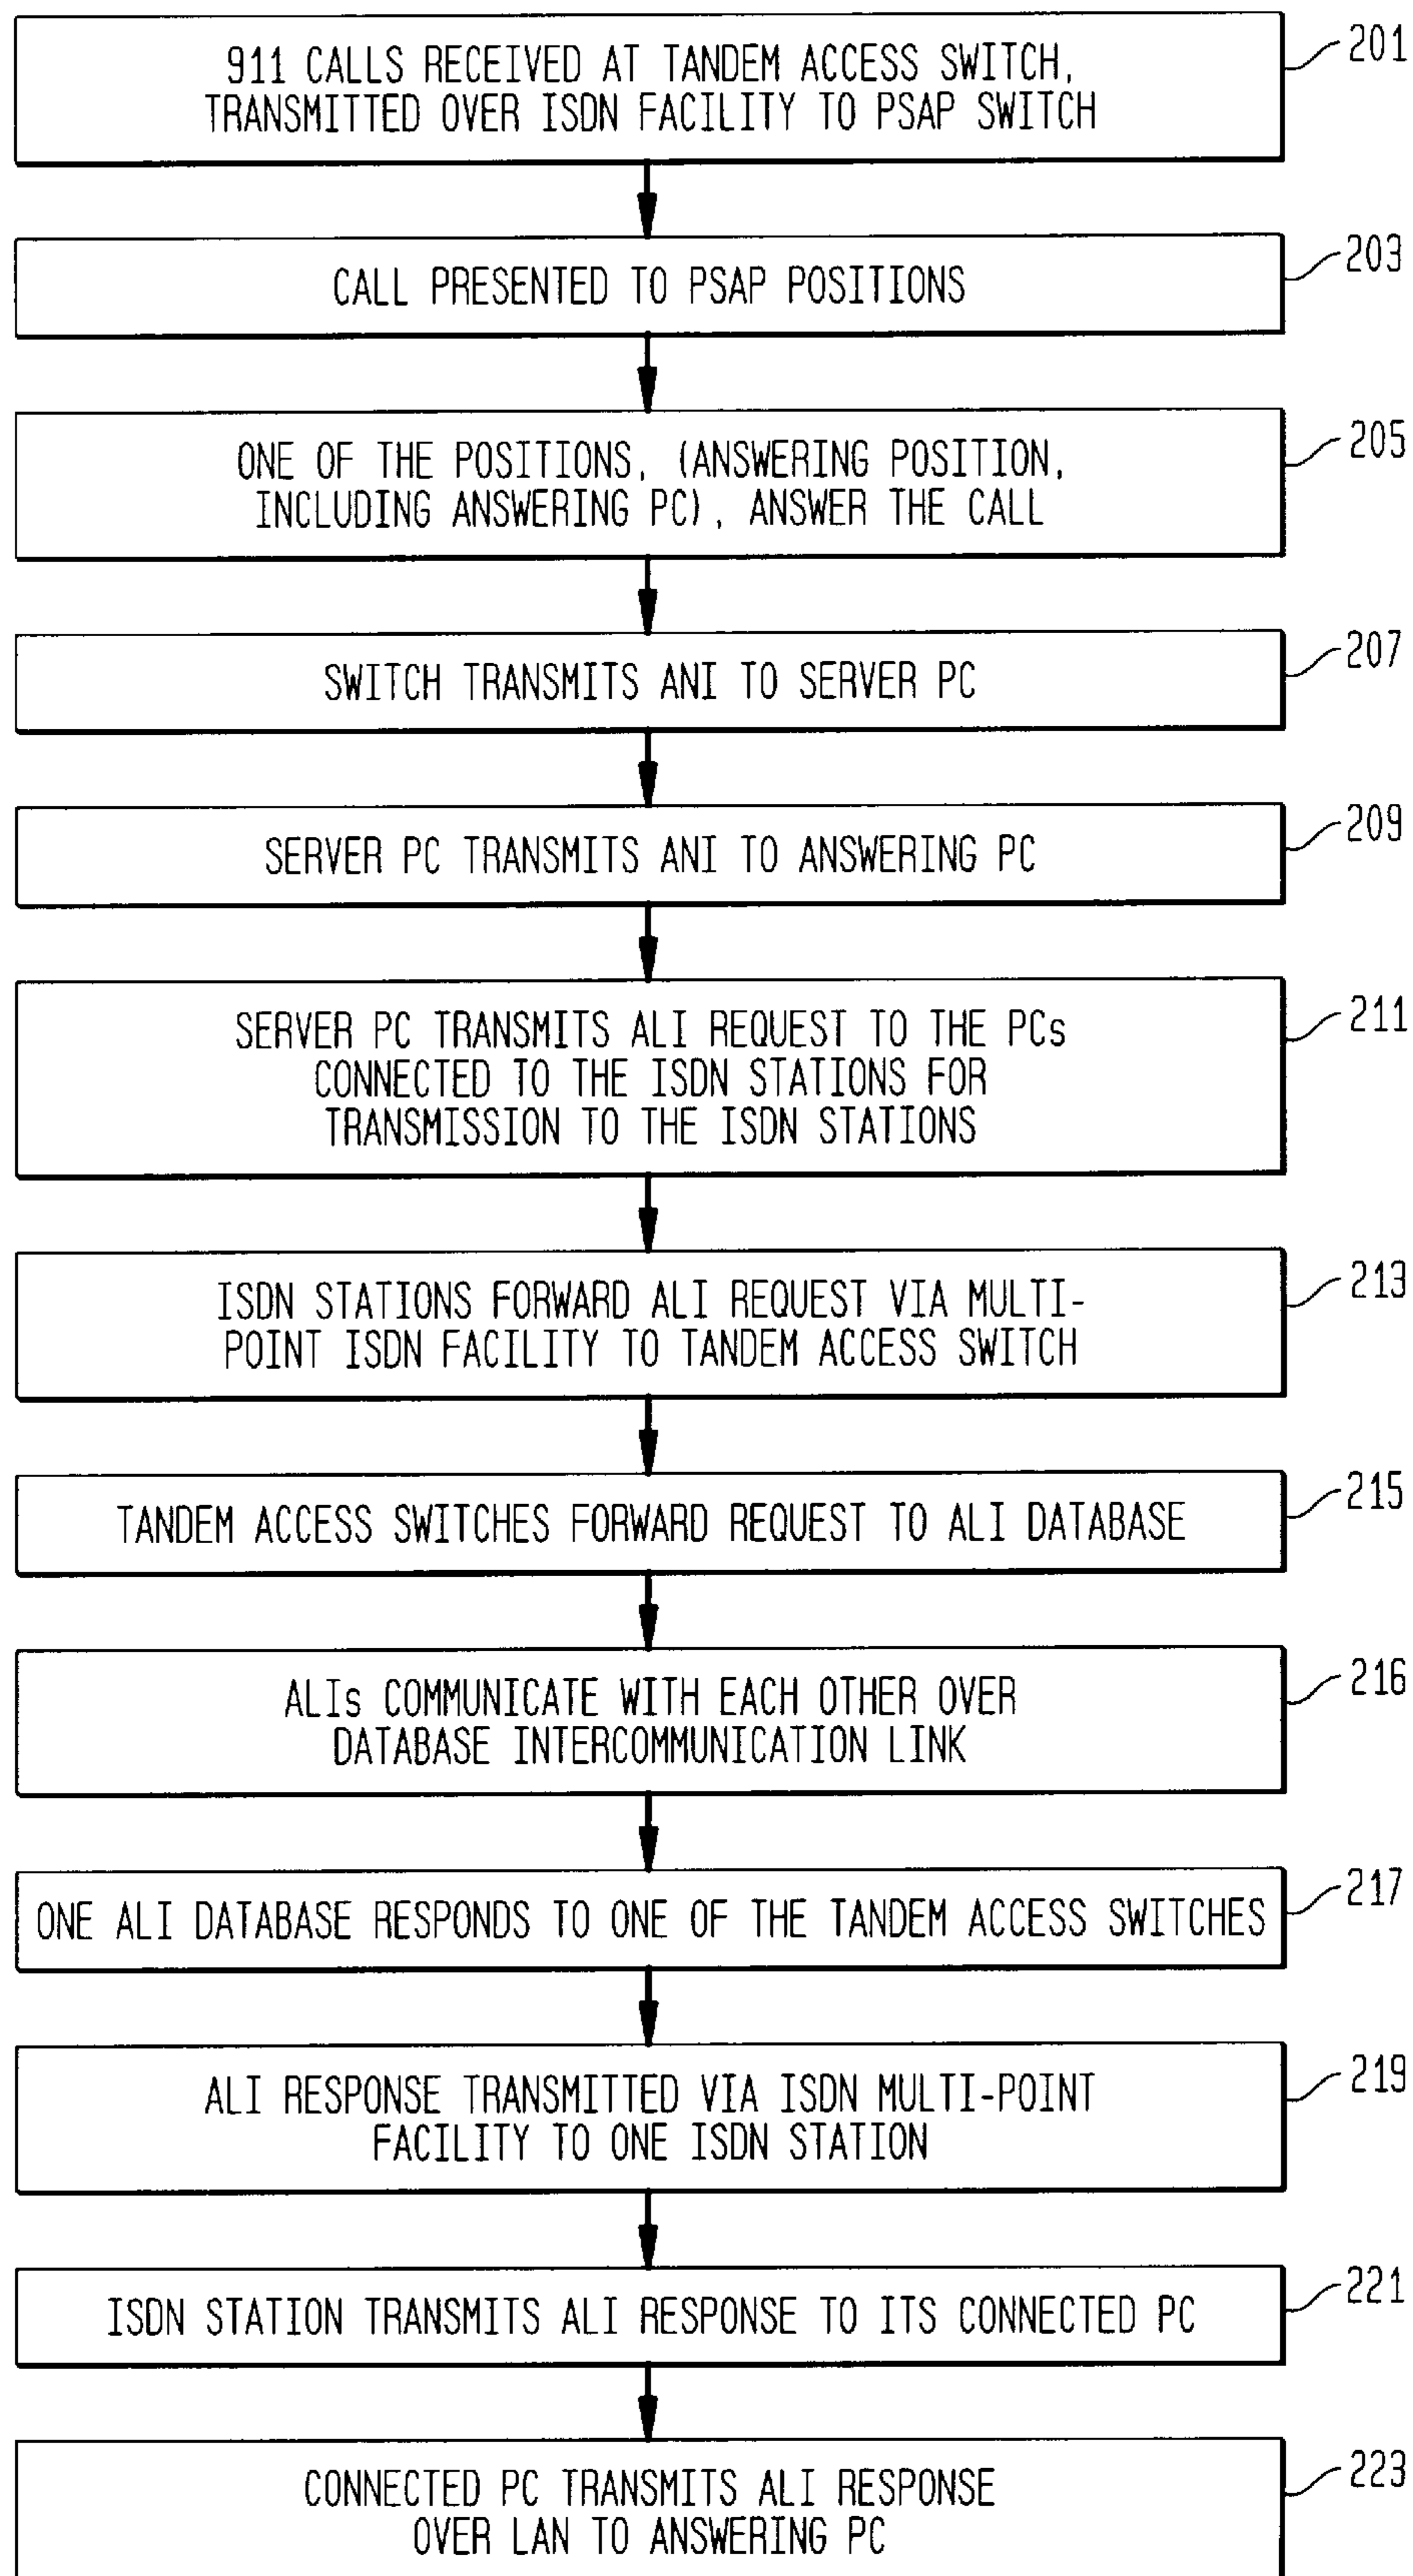 911 CALLS RECEIVED AT TANDEM ACCESS SWITCH,
TRANSMITTED OVER ISDN FACILITY TO PSAP SWITCH
201
CALL PRESENTED TO PSAP POSITIONS
203
ONE OF THE POSITIONS, (ANSWERING POSITION,
INCLUDING ANSWERING PC), ANSWER THE CALL
205
SWITCH TRANSMITS ANI TO SERVER PC
207
SERVER PC TRANSMITS ANI TO ANSWERING PC
209
SERVER PC TRANSMITS ALI REQUEST TO THE PCs
CONNECTED TO THE ISDN STATIONS FOR
TRANSMISSION TO THE ISDN STATIONS
211
ISDN STATIONS FORWARD ALI REQUEST VIA MULTI-
POINT ISDN FACILITY TO TANDEM ACCESS SWITCH
213
TANDEM ACCESS SWITCHES FORWARD REQUEST TO ALI DATABASE
215
ALIs COMMUNICATE WITH EACH OTHER OVER
DATABASE INTERCOMMUNICATION LINK
216
ONE ALI DATABASE RESPONDS TO ONE OF THE TANDEM ACCESS SWITCHES
217
ALI RESPONSE TRANSMITTED VIA ISDN MULTI-POINT
FACILITY TO ONE ISDN STATION
219
ISDN STATION TRANSMITS ALI RESPONSE TO ITS CONNECTED PC
221
CONNECTED PC TRANSMITS ALI RESPONSE
OVER LAN TO ANSWERING PC
223